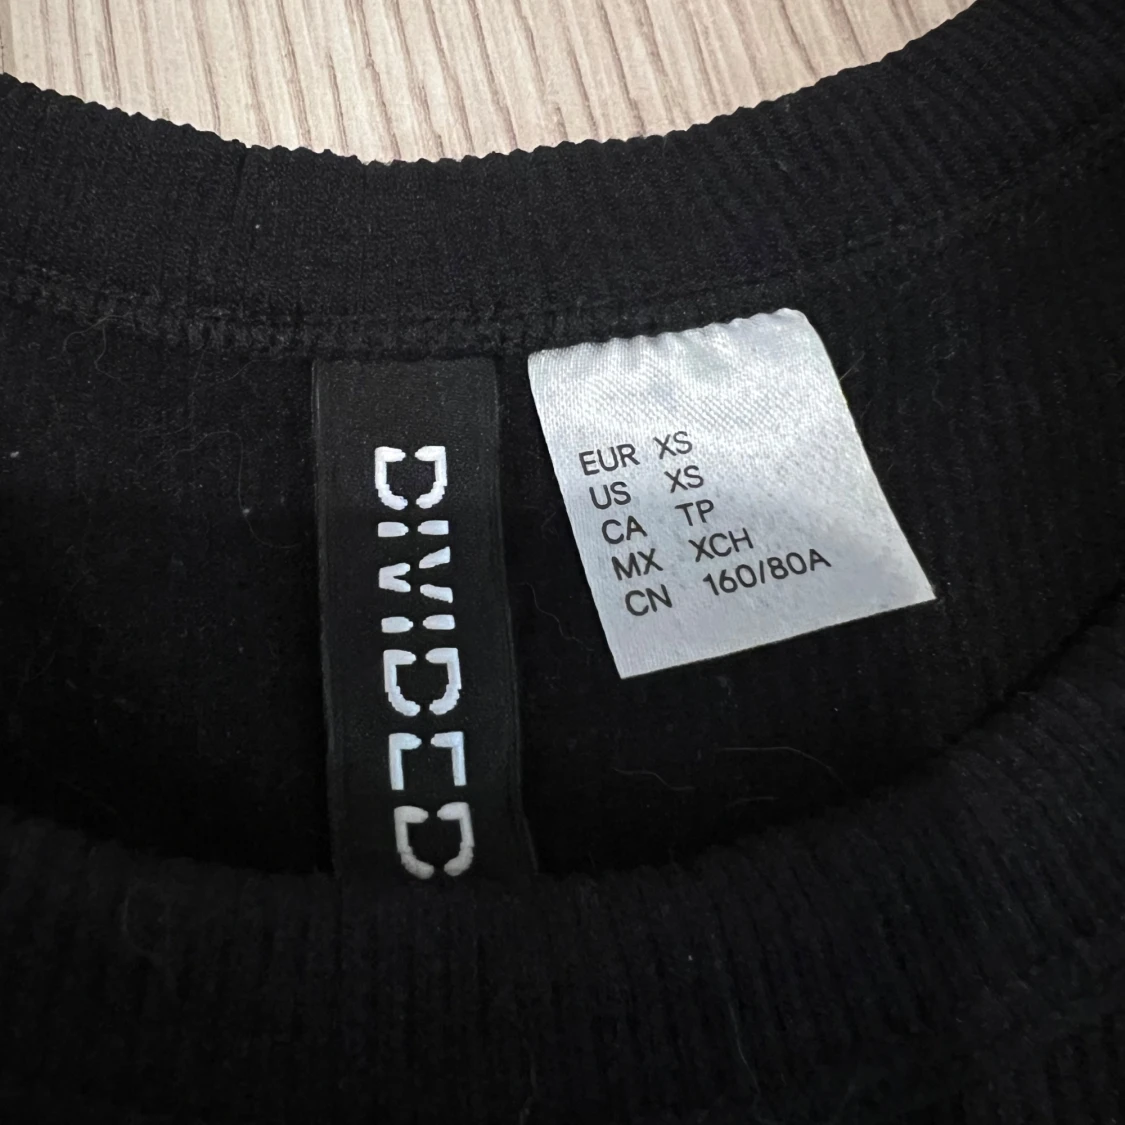 DIVIDED
EUR XS
US XS
CA TP
MX XCH
CN 160/80A